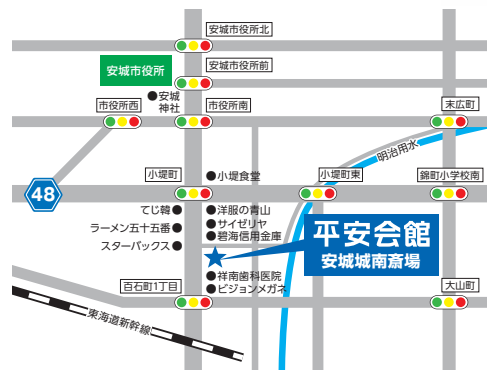 安城市役所北
安城市役所
安城市役所前
安城
神社
市役所西
市役所南
末広町
明治用水
小堤町
小堤食堂
小堤町東
錦町小学校南
48
てじ韓
洋服の青山
ラーメン五十五番
サイゼリヤ
スターバックス
碧海信用金庫
平安会館
安城城南斎場
祥南歯科医院
百石町1丁目
ビジョンメガネ
大山町
東海道新幹線